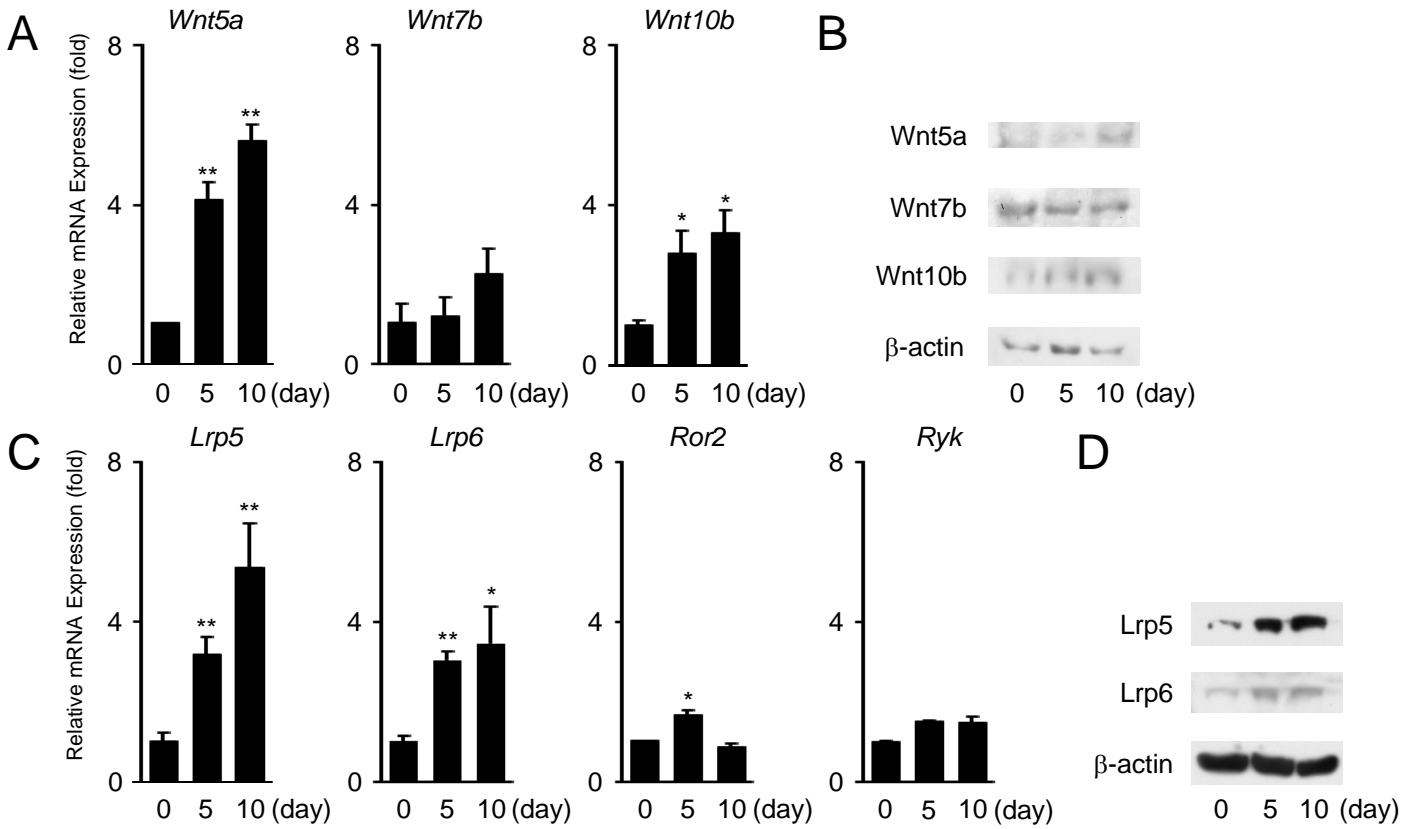 A
Wnt5a
Wnt7b
Wnt10b
Relative mRNA Expression (fold)
8
4
0
**
**
0 5 10 (day)
8
4
0
0 5 10 (day)
8
4
0
*
*
0 5 10 (day)
B
Wnt5a
Wnt7b
Wnt10b
β-actin
0 5 10 (day)
C
Lrp5
Lrp6
Ror2
Ryk
Relative mRNA Expression (fold)
8
4
0
**
**
0 5 10 (day)
8
4
0
**
*
0 5 10 (day)
8
4
0
*
0 5 10 (day)
8
4
0
0 5 10 (day)
D
Lrp5
Lrp6
β-actin
0 5 10 (day)